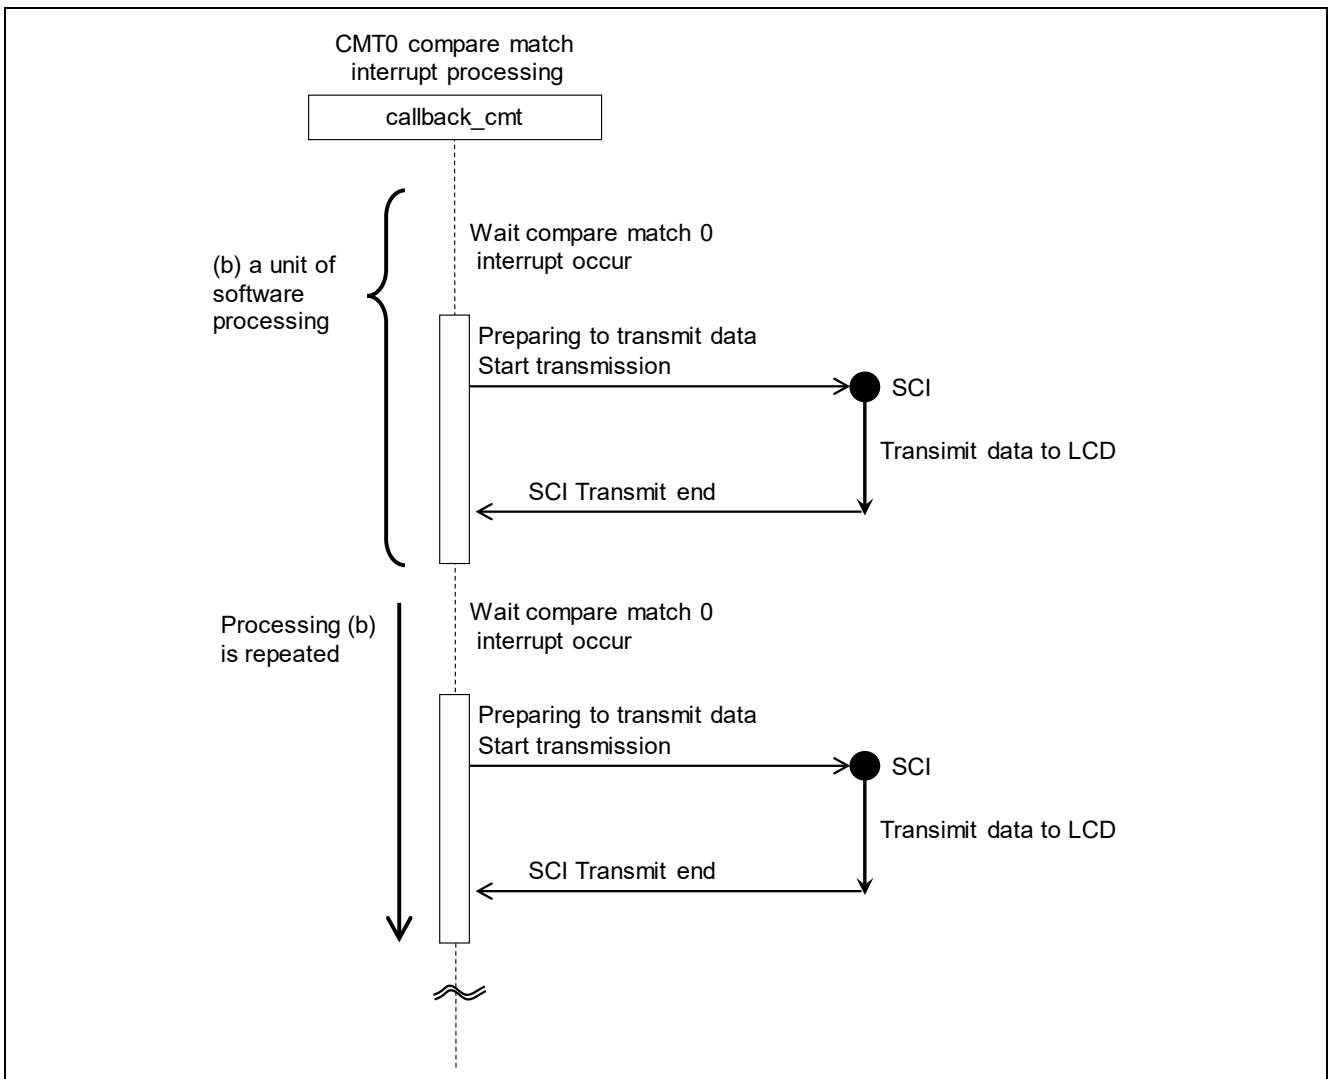 CMT0 compare match
interrupt processing
callback_cmt
Wait compare match 0
interrupt occur
(b) a unit of
software
processing
Preparing to transmit data
Start transmission
SCI
Transimit data to LCD
SCI Transmit end
Wait compare match 0
interrupt occur
Processing (b)
is repeated
Preparing to transmit data
Start transmission
SCI
Transimit data to LCD
SCI Transmit end